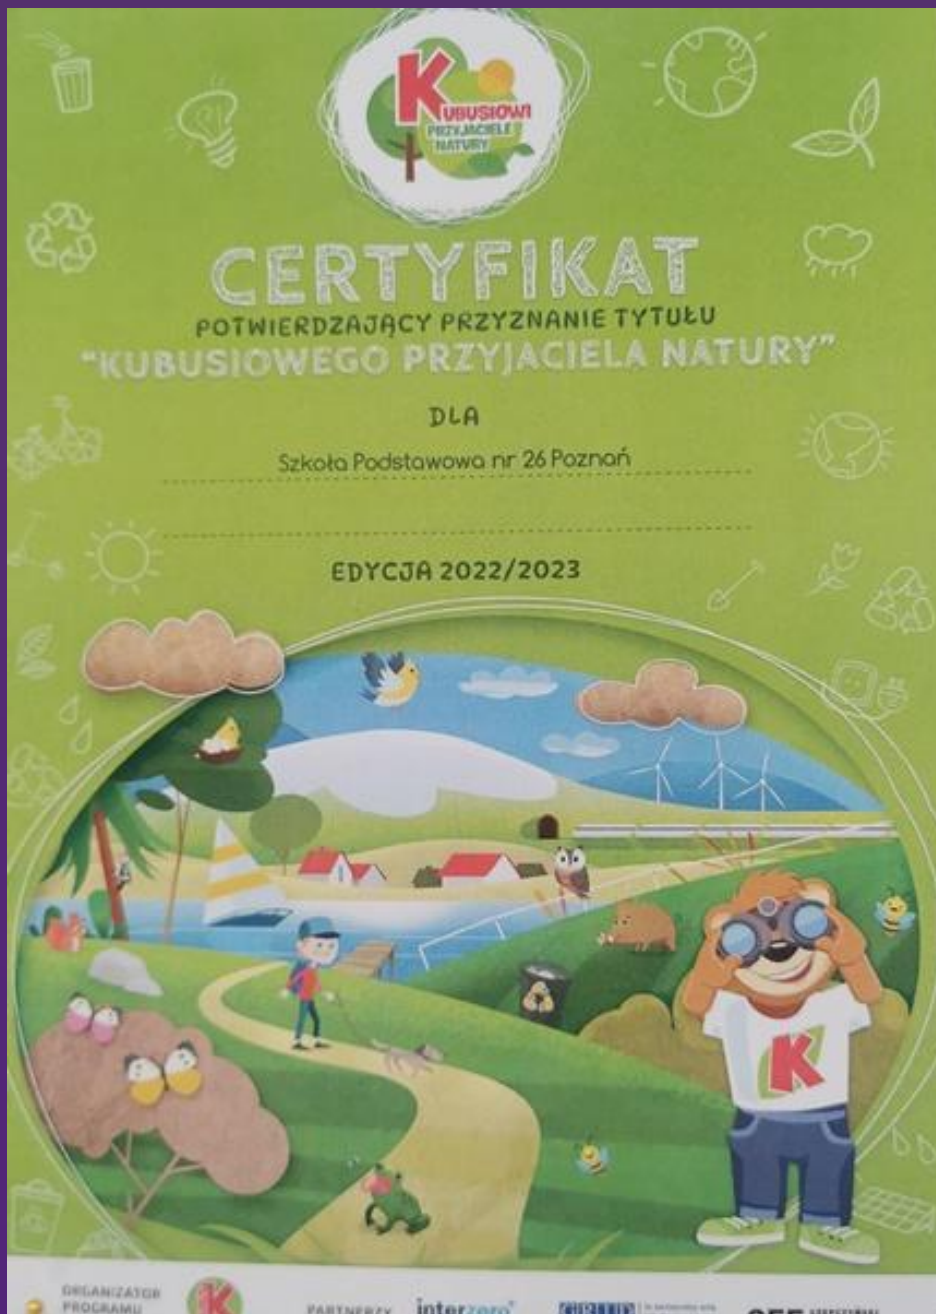 KUBUSIOWI
PRZYJACIELE
NATURY
CERTYFIKAT
POTWIERDZAJĄCY PRZYZNANIE TYTUŁU
"KUBUSIOWEGO PRZYJACIELA NATURY"
DLA
Szkoła Podstawowa nr 26 Poznań
EDYCJA 2022/2023
K
ORGANIZATOR
PROGRAMU
K
PARTNERZY
interzero